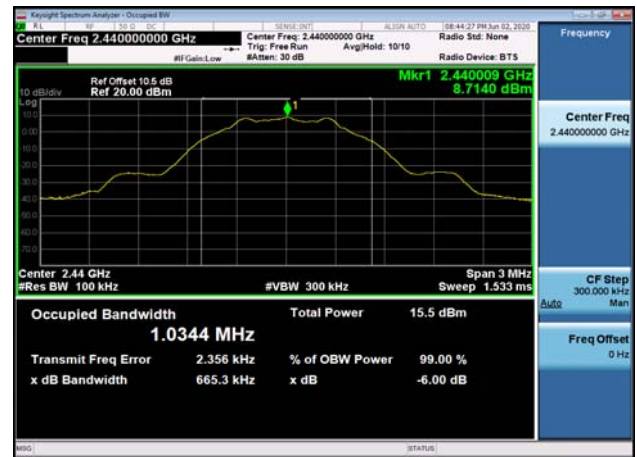 Keysight Spectrum Analyzer - Occupied BW
RL RF 50 Ω DC SENSE:INT ALIGN AUTO 08:44:27 PM Jun 02, 2020
Center Freq 2.440000000 GHz
Center Freq: 2.440000000 GHz
Radio Std: None
Trig: Free Run Avg|Hold: 10/10
#IFGain:Low
#Atten: 30 dB
Radio Device: BTS
Mkr1 2.440009 GHz
8.7140 dBm
Ref Offset 10.5 dB
10 dB/div Ref 20.00 dBm
Log
10.0
0.00
1
Center 2.44 GHz
Span 3 MHz
#Res BW 100 kHz
#VBW 300 kHz
Sweep 1.533 ms
Occupied Bandwidth
Total Power 15.5 dBm
1.0344 MHz
Transmit Freq Error 2.356 kHz
% of OBW Power 99.00 %
x dB Bandwidth 665.3 kHz
x dB -6.00 dB
MSG
STATUS
Frequency
Center Freq
2.440000000 GHz
CF Step
300.000 kHz
Auto Man
Freq Offset
0 Hz